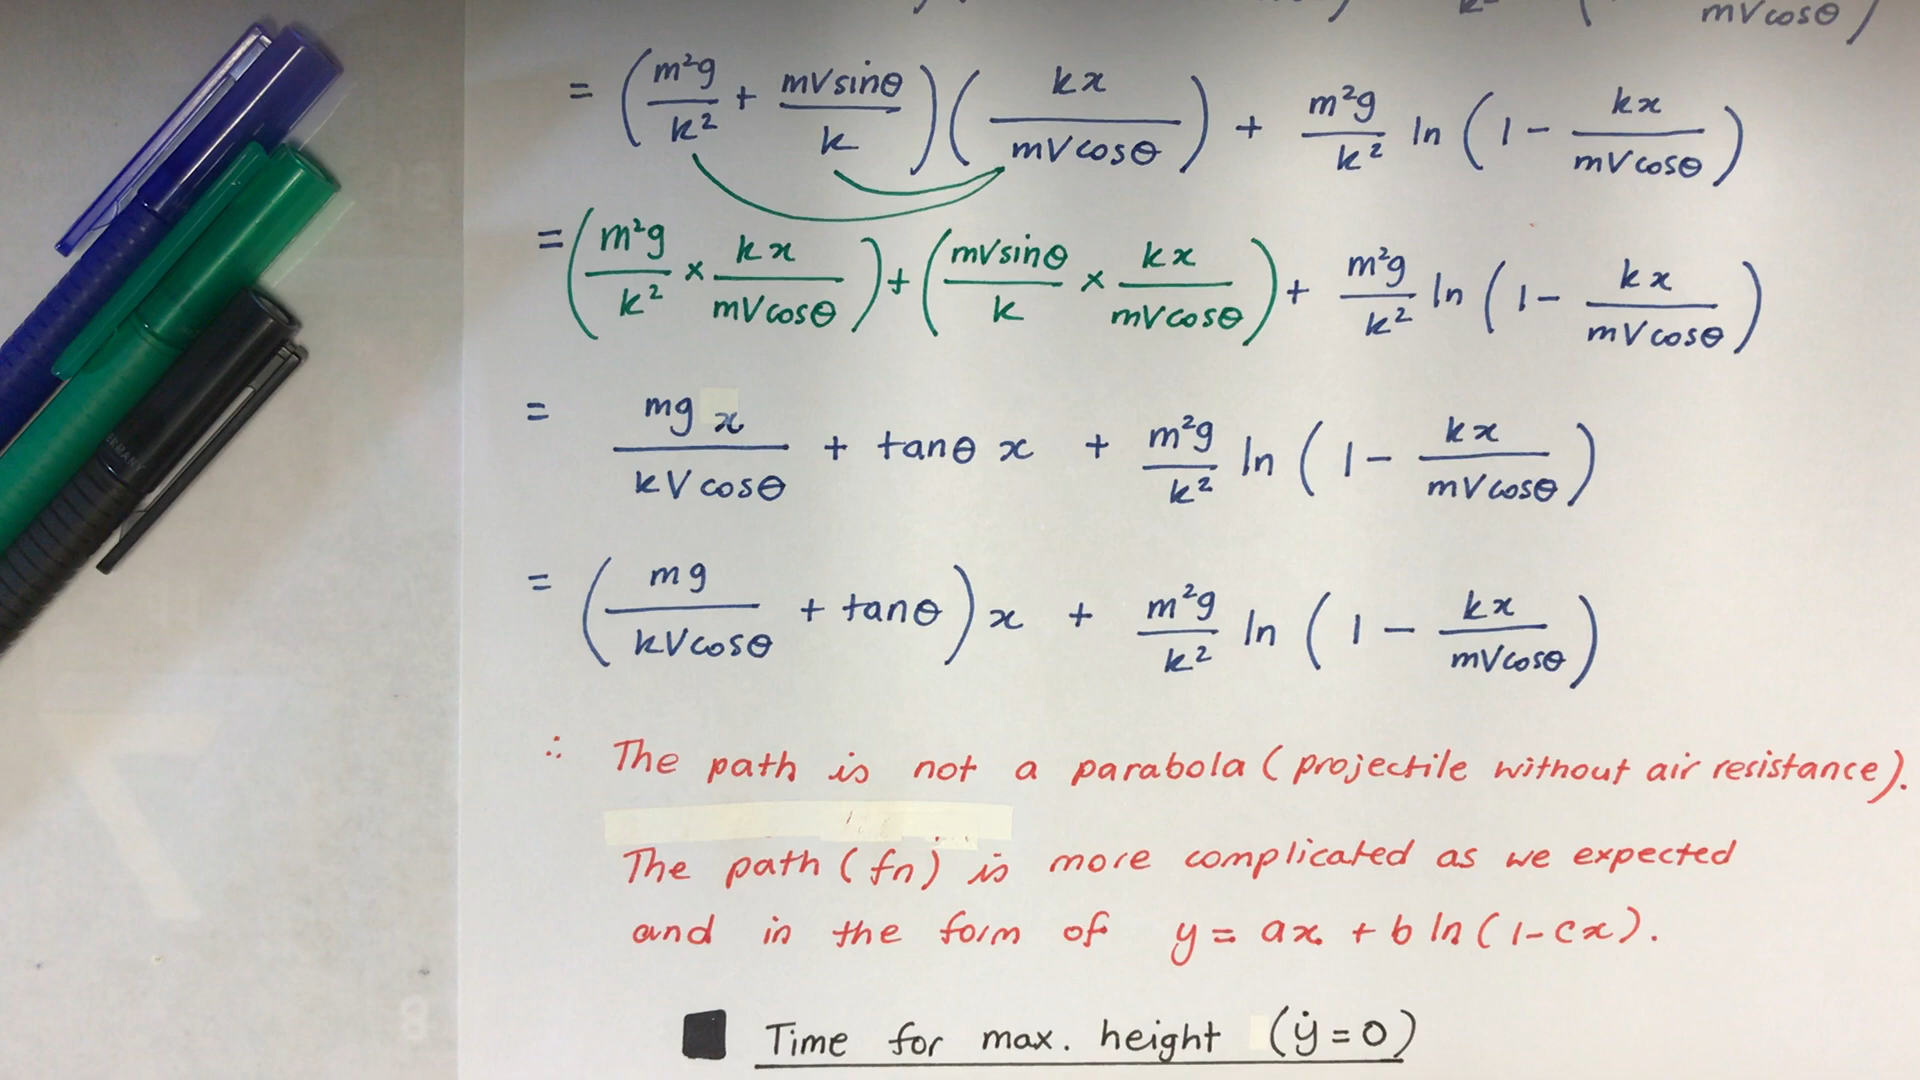 mVcosθ)
= (m²g/k² + mVsinθ/k)(kx/mVcosθ) + m²g/k² ln(1 - kx/mVcosθ)
= (m²g/k² × kx/mVcosθ) + (mVsinθ/k × kx/mVcosθ) + m²g/k² ln(1 - kx/mVcosθ)
= mg x/kVcosθ + tanθ x + m²g/k² ln(1 - kx/mVcosθ)
= (mg/kVcosθ + tanθ)x + m²g/k² ln(1 - kx/mVcosθ)
∴ The path is not a parabola (projectile without air resistance).
The path (fn) is more complicated as we expected
and in the form of y = ax + b ln(1-cx).
■ Time for max. height (ẏ=0)
GERMANY